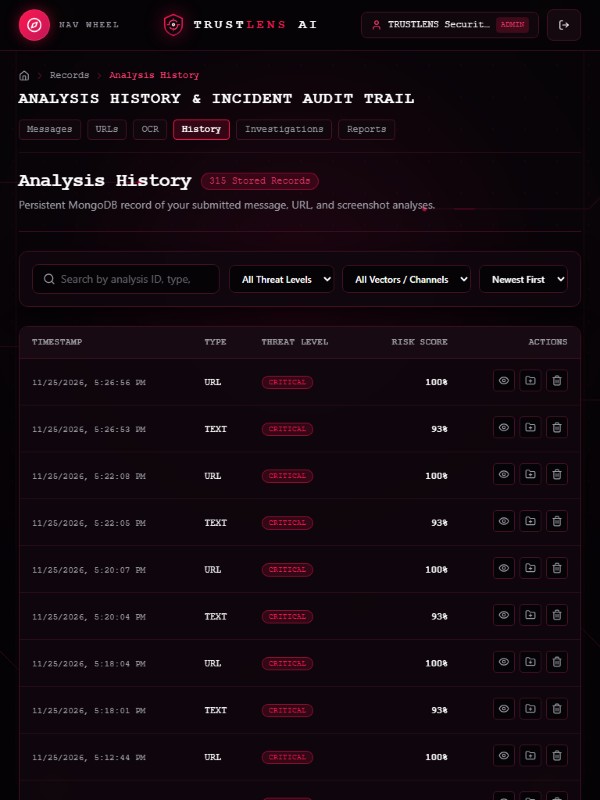 NAV WHEEL
TRUSTLENS AI
TRUSTLENS Securit... ADMIN
Records > Analysis History
ANALYSIS HISTORY & INCIDENT AUDIT TRAIL
Messages URLs OCR History Investigations Reports
Analysis History 315 Stored Records
Persistent MongoDB record of your submitted message, URL, and screenshot analyses.
Search by analysis ID, type, All Threat Levels All Vectors / Channels Newest First
TIMESTAMP TYPE THREAT LEVEL RISK SCORE ACTIONS
11/25/2026, 5:26:56 PM URL CRITICAL 100%
11/25/2026, 5:26:53 PM TEXT CRITICAL 93%
11/25/2026, 5:22:08 PM URL CRITICAL 100%
11/25/2026, 5:22:05 PM TEXT CRITICAL 93%
11/25/2026, 5:20:07 PM URL CRITICAL 100%
11/25/2026, 5:20:04 PM TEXT CRITICAL 93%
11/25/2026, 5:18:04 PM URL CRITICAL 100%
11/25/2026, 5:18:01 PM TEXT CRITICAL 93%
11/25/2026, 5:12:44 PM URL CRITICAL 100%